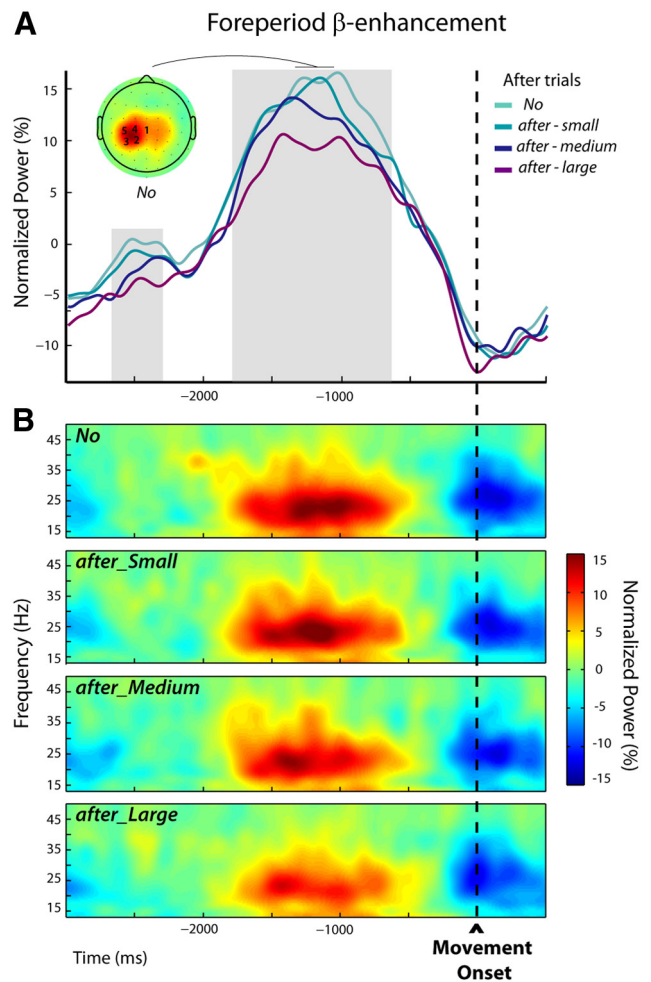 A
Foreperiod β-enhancement
Normalized Power (%)
15
10
5
0
−5
−10
5 4 1
3 2
No
After trials
No
after - small
after - medium
after - large
−2000
−1000
B
Frequency (Hz)
No
45
35
25
15
after_Small
45
35
25
15
after_Medium
45
35
25
15
after_Large
45
35
25
15
15
10
5
0
-5
-10
-15
Normalized Power (%)
−2000
−1000
Time (ms)
Movement
Onset